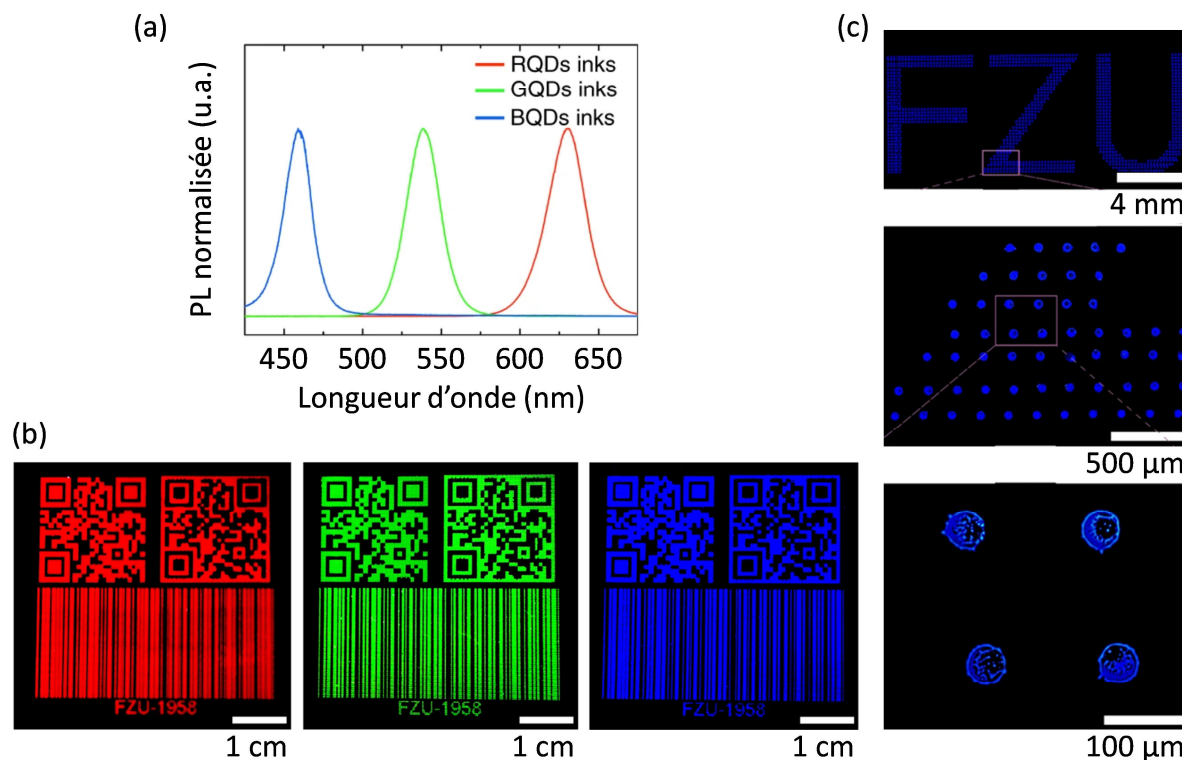 (a)
PL normalisée (u.a.)
RQDs inks
GQDs inks
BQDs inks
450 500 550 600 650
Longueur d’onde (nm)
(b)
FZU-1958
1 cm
FZU-1958
1 cm
FZU-1958
1 cm
(c)
FZU
4 mm
500 µm
100 µm